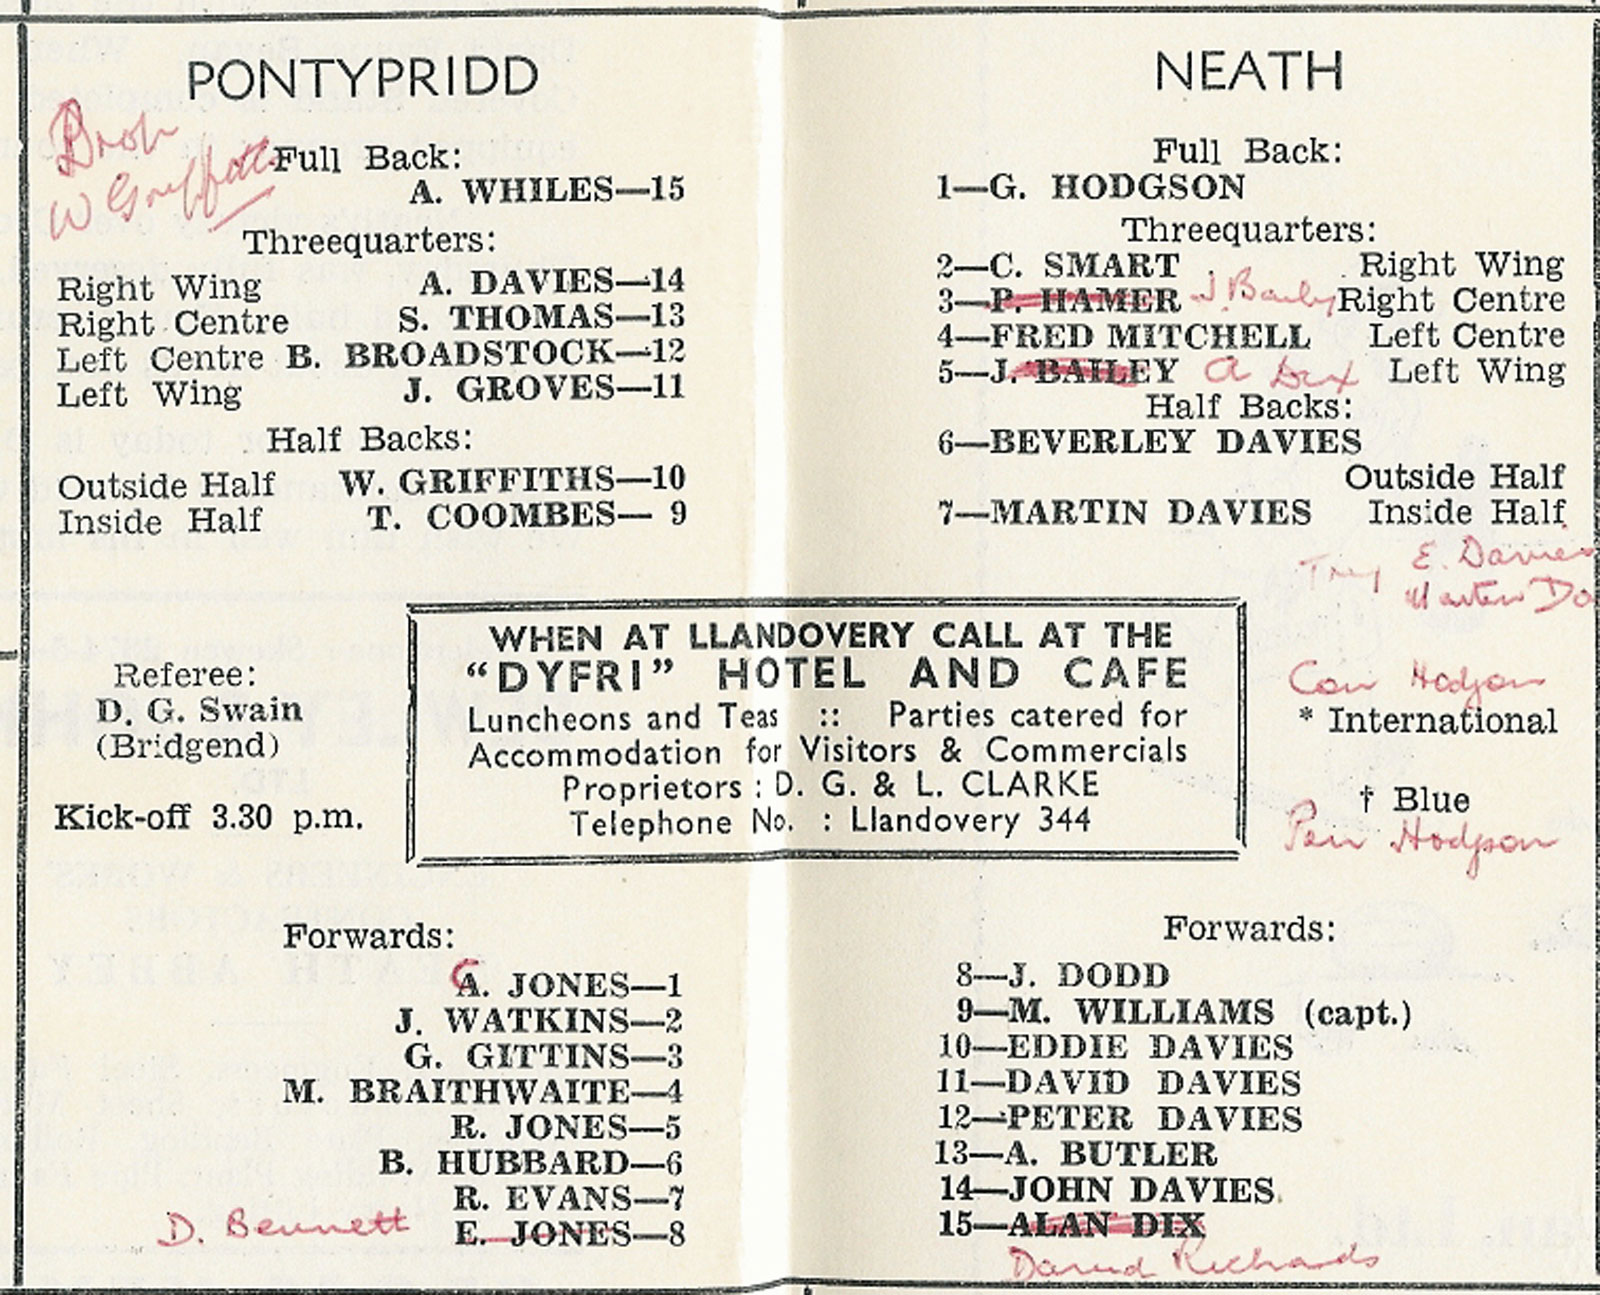 PONTYPRIDD
Drop
W Griffiths
Full Back:
A. WHILES—15
Threequarters:
Right Wing A. DAVIES—14
Right Centre S. THOMAS—13
Left Centre B. BROADSTOCK—12
Left Wing J. GROVES—11
Half Backs:
Outside Half W. GRIFFITHS—10
Inside Half T. COOMBES— 9
NEATH
Full Back:
1—G. HODGSON
Threequarters:
2—C. SMART Right Wing
3—P. HAMER J. Bailey Right Centre
4—FRED MITCHELL Left Centre
5—J. BAILEY A Dix Left Wing
Half Backs:
6—BEVERLEY DAVIES
Outside Half
7—MARTIN DAVIES Inside Half
Try E. Davies
Martin Da
Con Hodgson
* International
† Blue
Pen Hodgson
Referee:
D. G. Swain
(Bridgend)
Kick-off 3.30 p.m.
WHEN AT LLANDOVERY CALL AT THE
"DYFRI" HOTEL AND CAFE
Luncheons and Teas :: Parties catered for
Accommodation for Visitors & Commercials
Proprietors : D. G. & L. CLARKE
Telephone No. : Llandovery 344
Forwards:
C
A. JONES—1
J. WATKINS—2
G. GITTINS—3
M. BRAITHWAITE—4
R. JONES—5
B. HUBBARD—6
R. EVANS—7
D. Bennett E. JONES—8
Forwards:
8—J. DODD
9—M. WILLIAMS (capt.)
10—EDDIE DAVIES
11—DAVID DAVIES
12—PETER DAVIES
13—A. BUTLER
14—JOHN DAVIES
15—ALAN DIX
David Richards